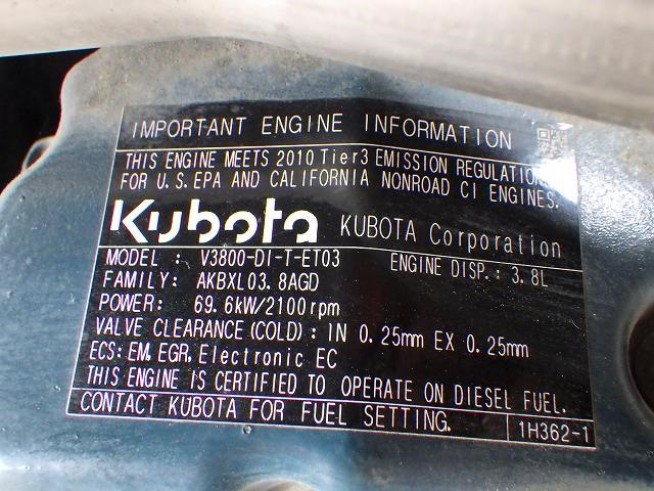 IMPORTANT ENGINE INFORMATION
THIS ENGINE MEETS 2010 Tier3 EMISSION REGULATION
FOR U.S. EPA AND CALIFORNIA NONROAD CI ENGINES.
Kubota KUBOTA Corporation
MODEL : V3800-DI-T-ET03 ENGINE DISP.: 3.8L
FAMILY: AKBXL03.8AGD
POWER: 69.6kW/2100rpm
VALVE CLEARANCE (COLD) : IN 0.25mm EX 0.25mm
ECS: EM, EGR, Electronic EC
THIS ENGINE IS CERTIFIED TO OPERATE ON DIESEL FUEL.
CONTACT KUBOTA FOR FUEL SETTING. 1H362-1